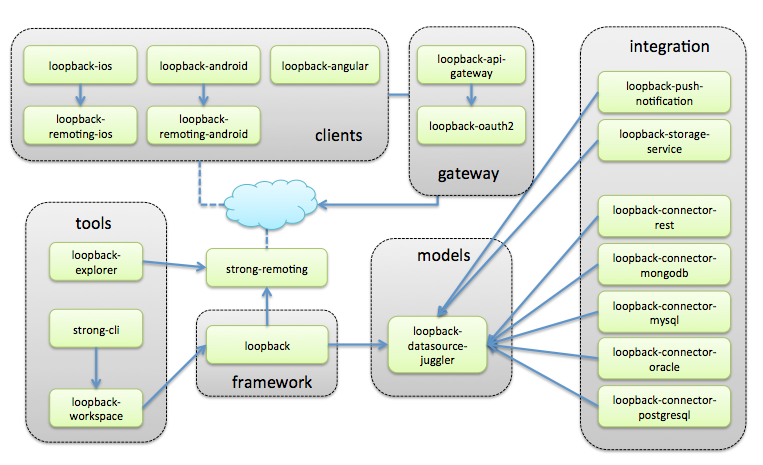 loopback-ios
loopback-android
loopback-angular
loopback-
remoting-ios
loopback-
remoting-android
clients
loopback-api-
gateway
loopback-oauth2
gateway
integration
loopback-push-
notification
loopback-storage-
service
loopback-connector-
rest
loopback-connector-
mongodb
loopback-connector-
mysql
loopback-connector-
oracle
loopback-connector-
postgresql
tools
loopback-
explorer
strong-cli
loopback-
workspace
strong-remoting
loopback
framework
models
loopback-
datasource-
juggler